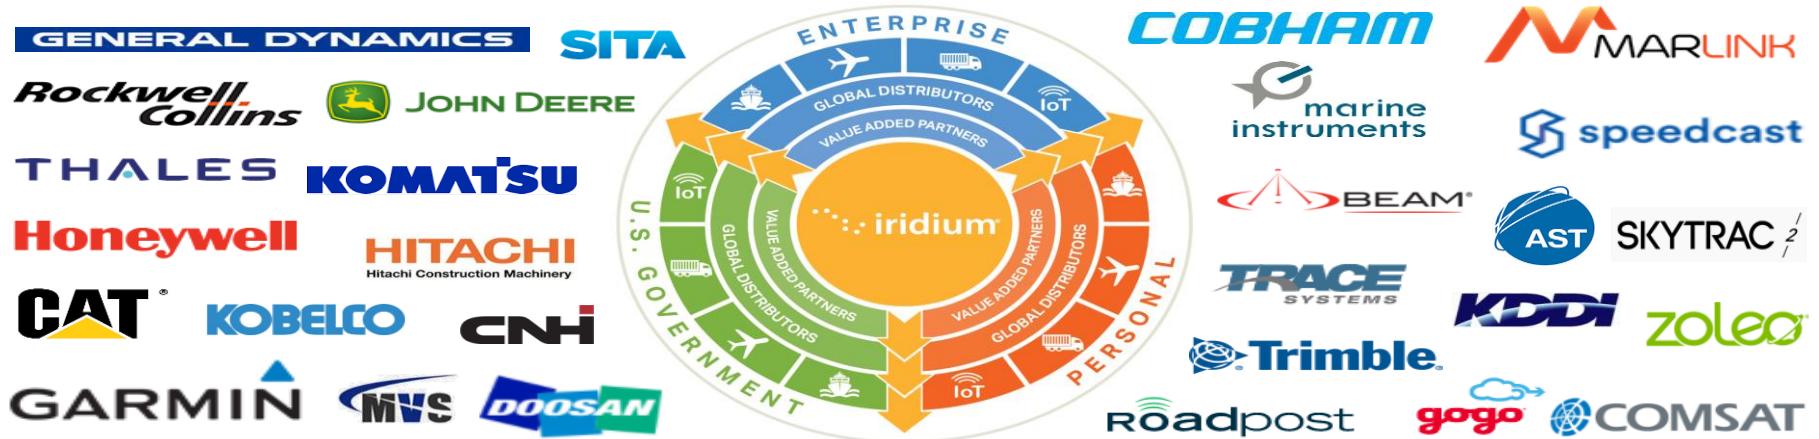 GENERAL DYNAMICS
SITA
Rockwell
Collins
JOHN DEERE
THALES
KOMATSU
Honeywell
HITACHI
Hitachi Construction Machinery
CAT®
KOBELCO
CNH
GARMIN
MVS
DOOSAN
ENTERPRISE
IoT
GLOBAL DISTRIBUTORS
VALUE ADDED PARTNERS
U.S. GOVERNMENT
IoT
GLOBAL DISTRIBUTORS
VALUE ADDED PARTNERS
iridium
VALUE ADDED PARTNERS
GLOBAL DISTRIBUTORS
IoT
PERSONAL
COBHAM
MARLINK
marine
instruments
speedcast
BEAM®
AST
SKYTRAC
TRACE
SYSTEMS
KDDI
zoleo
Trimble
Roadpost
gogo
COMSAT